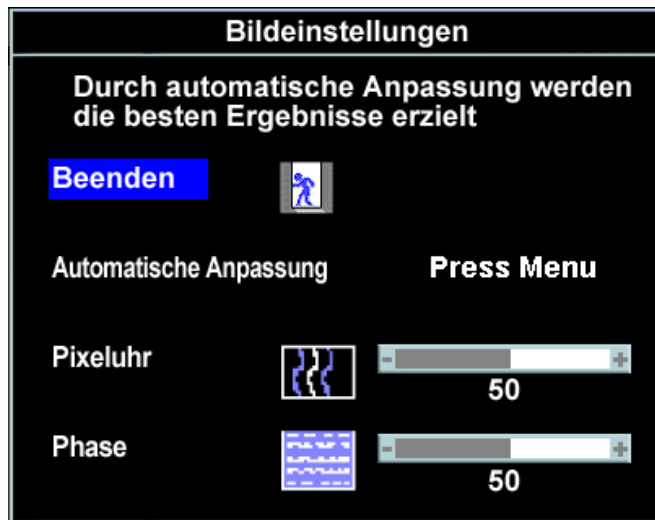 Bildeinstellungen
Durch automatische Anpassung werden
die besten Ergebnisse erzielt
Beenden
Automatische Anpassung Press Menu
Pixeluhr - +
50
Phase - +
50